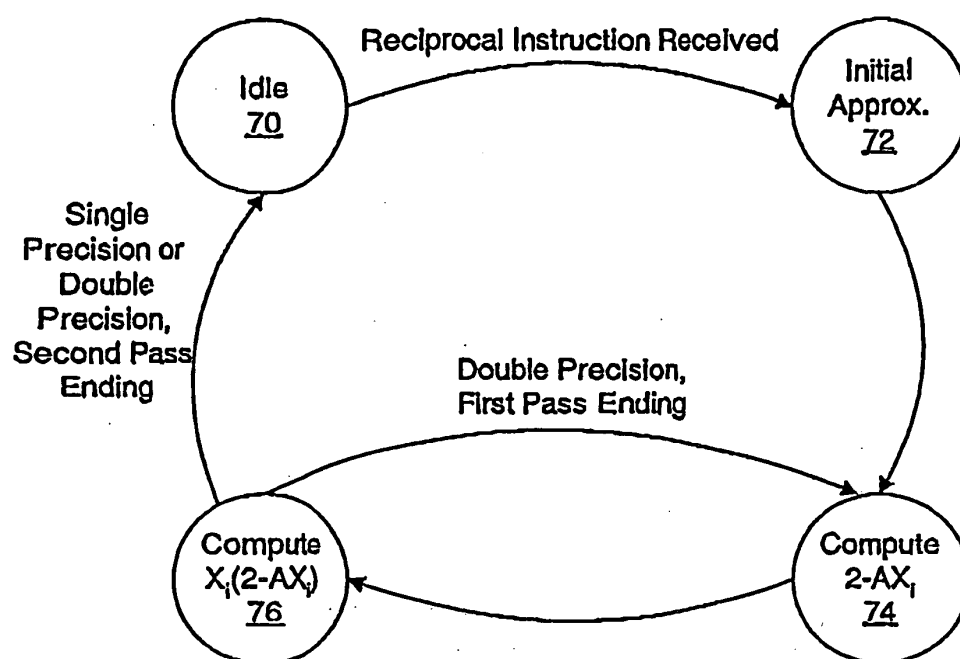 Reciprocal Instruction Received
Idle
70
Initial
Approx.
72
Single
Precision or
Double
Precision,
Second Pass
Ending
Double Precision,
First Pass Ending
Compute
Xᵢ(2-AXᵢ)
76
Compute
2-AXᵢ
74